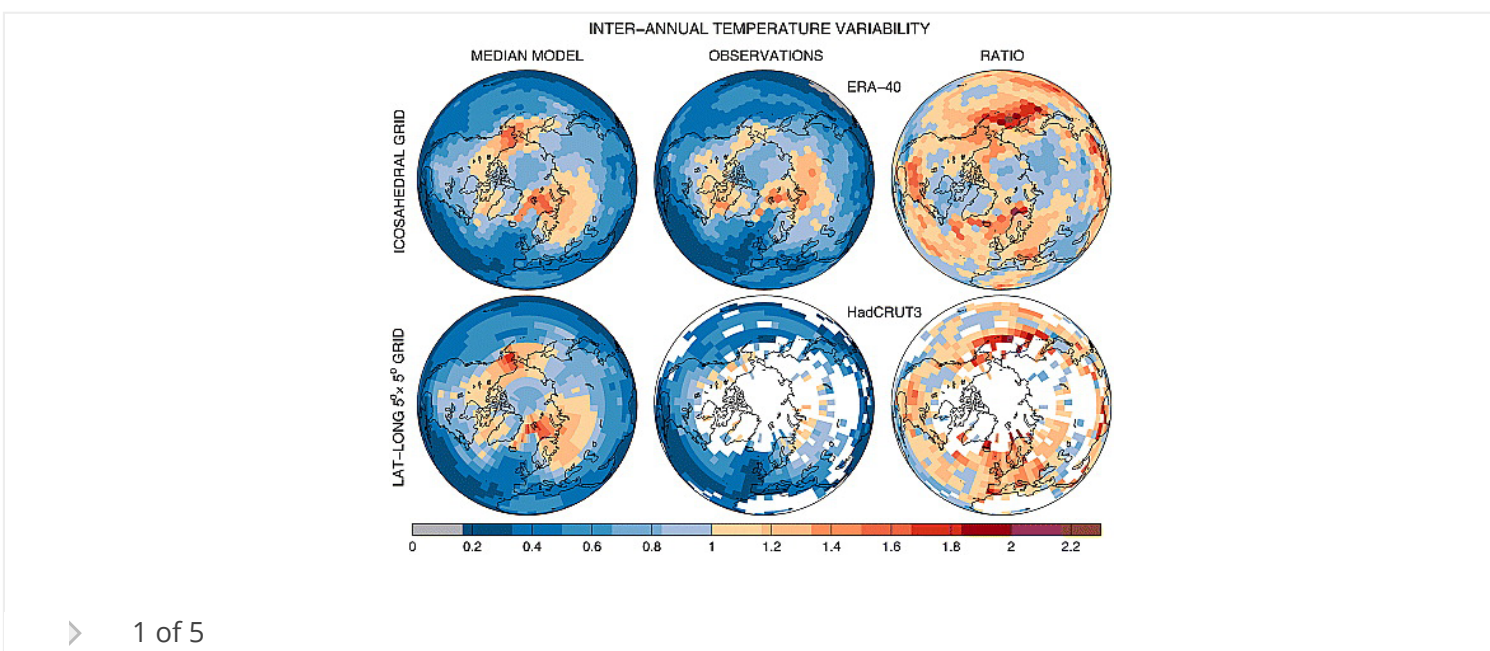 INTER-ANNUAL TEMPERATURE VARIABILITY
MEDIAN MODEL OBSERVATIONS RATIO
ERA-40
ICOSAHEDRAL GRID
HadCRUT3
LAT-LONG 5°x 5° GRID
0 0.2 0.4 0.6 0.8 1 1.2 1.4 1.6 1.8 2 2.2
1 of 5